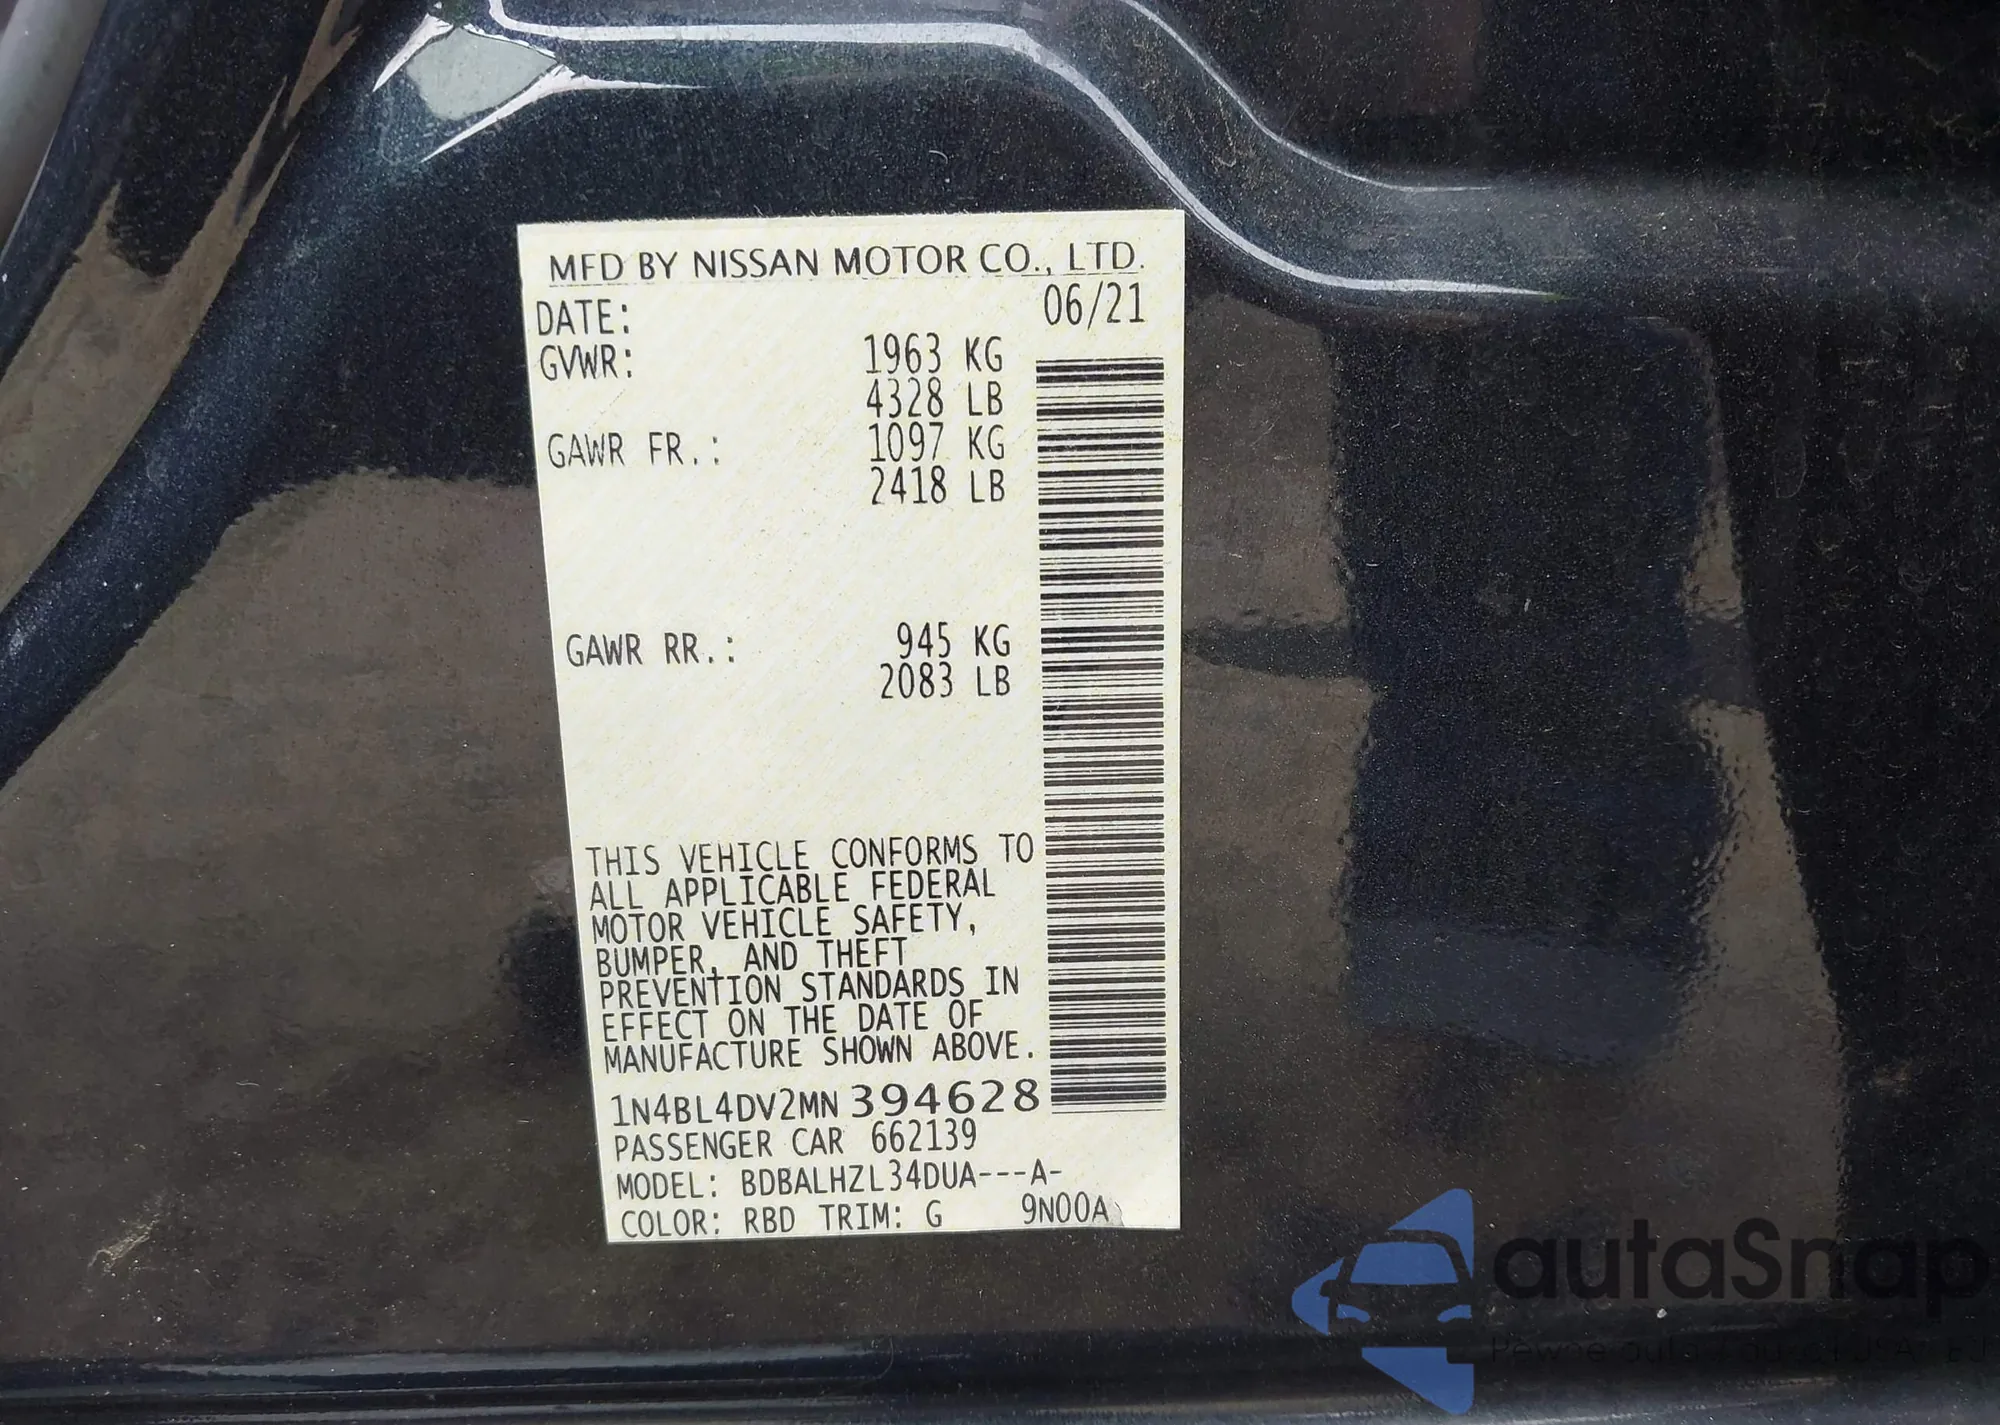 MFD BY NISSAN MOTOR CO., LTD.
DATE: 06/21
GVWR: 1963 KG
4328 LB
GAWR FR.: 1097 KG
2418 LB
GAWR RR.: 945 KG
2083 LB
THIS VEHICLE CONFORMS TO
ALL APPLICABLE FEDERAL
MOTOR VEHICLE SAFETY,
BUMPER, AND THEFT
PREVENTION STANDARDS IN
EFFECT ON THE DATE OF
MANUFACTURE SHOWN ABOVE.
1N4BL4DV2MN394628
PASSENGER CAR 662139
MODEL: BDBALHZL34DUA---A-
COLOR: RBD TRIM: G 9N00A
autaSnap